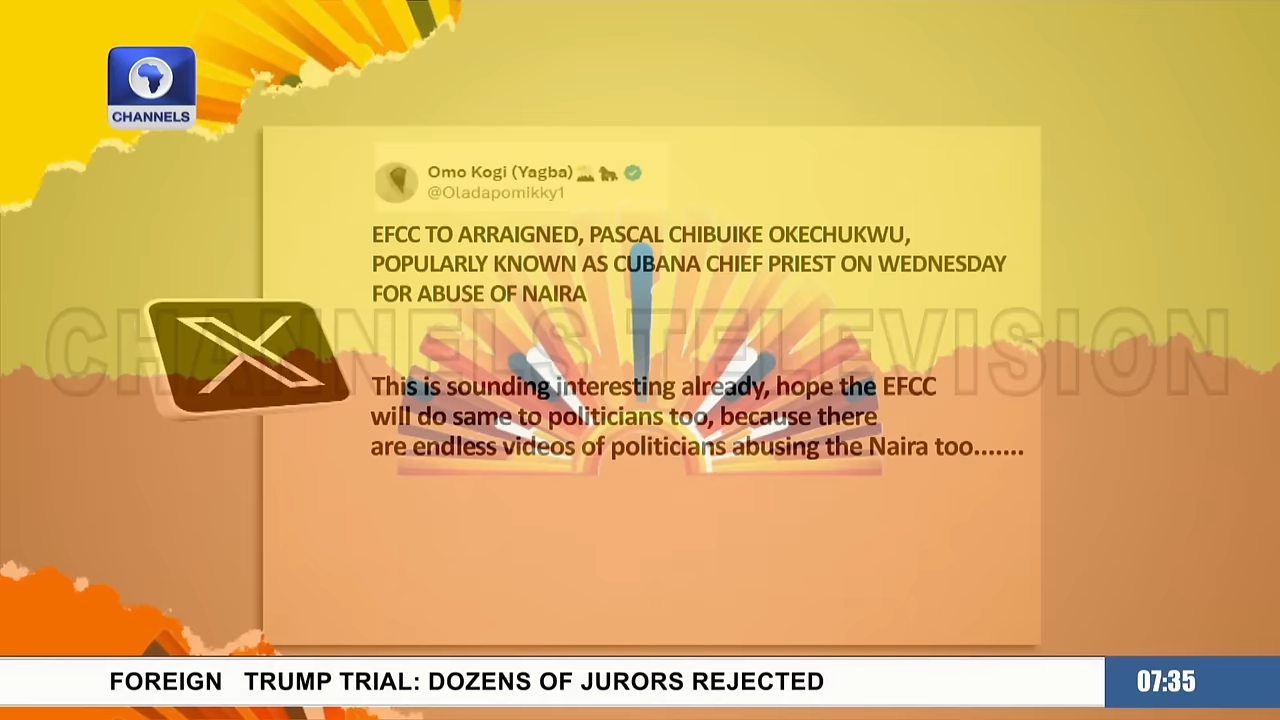 CHANNELS
Omo Kogi (Yagba)
@Oladapomikky1
EFCC TO ARRAIGNED, PASCAL CHIBUIKE OKECHUKWU,
POPULARLY KNOWN AS CUBANA CHIEF PRIEST ON WEDNESDAY
FOR ABUSE OF NAIRA
CHANNELS TELEVISION
This is sounding interesting already, hope the EFCC
will do same to politicians too, because there
are endless videos of politicians abusing the Naira too.......
FOREIGN TRUMP TRIAL: DOZENS OF JURORS REJECTED
07:35